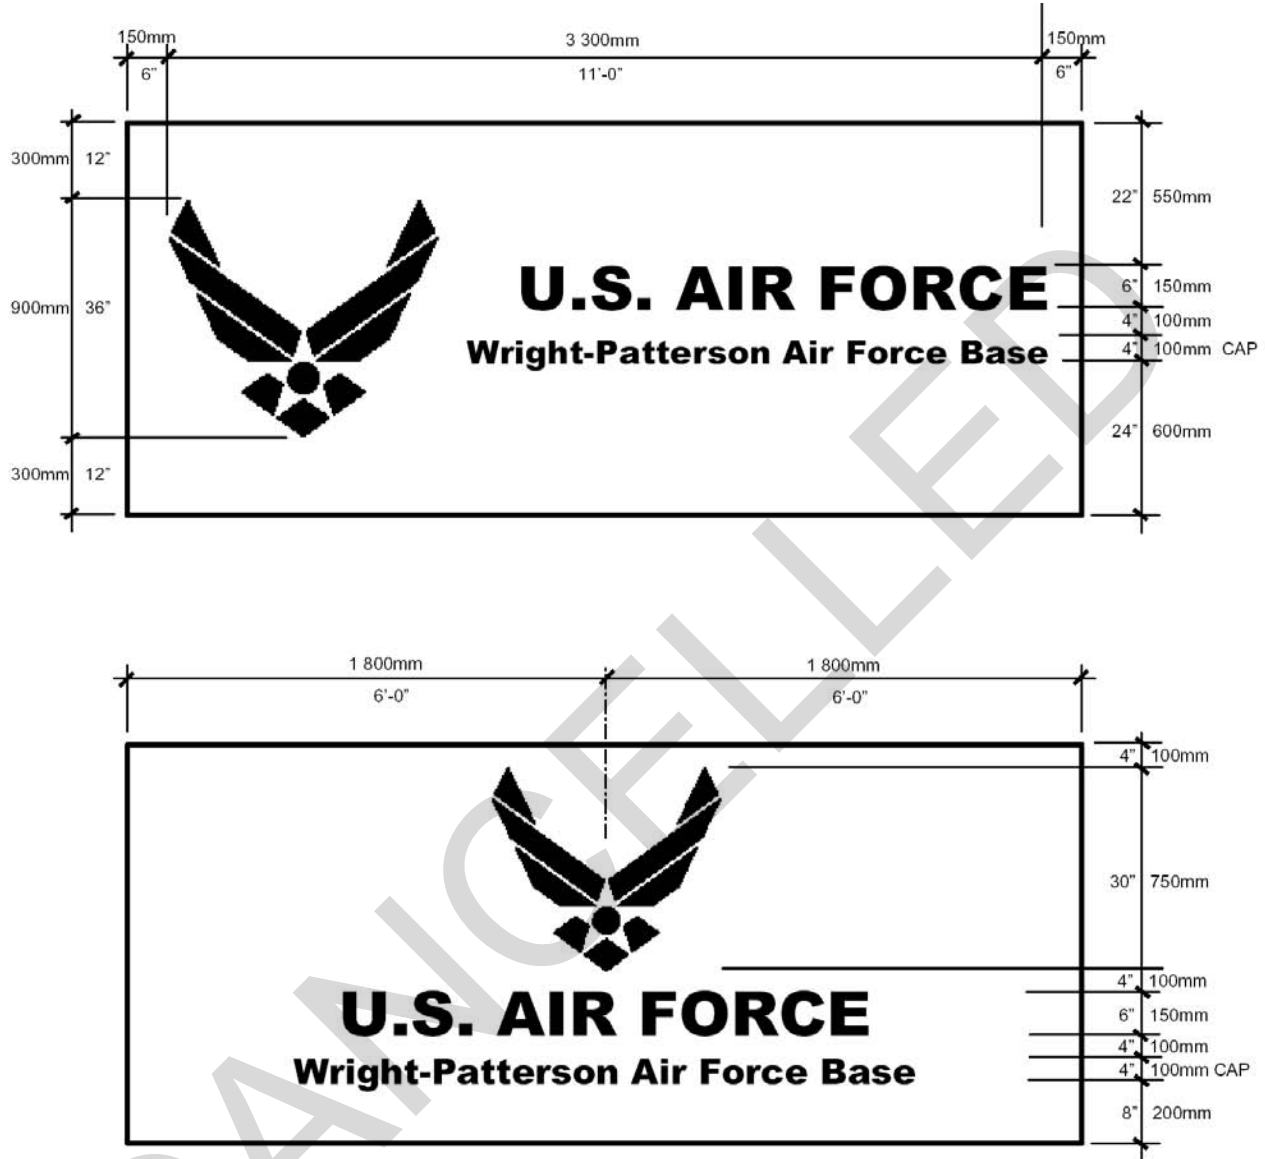 150mm 3 300mm 150mm
6" 11'-0" 6"
300mm 12"
22" 550mm
U.S. AIR FORCE
6" 150mm
900mm 36"
4" 100mm
Wright-Patterson Air Force Base
4" 100mm CAP
24" 600mm
300mm 12"
1 800mm 1 800mm
6'-0" 6'-0"
4" 100mm
30" 750mm
4" 100mm
U.S. AIR FORCE
6" 150mm
4" 100mm
Wright-Patterson Air Force Base
4" 100mm CAP
8" 200mm
CANCELLED